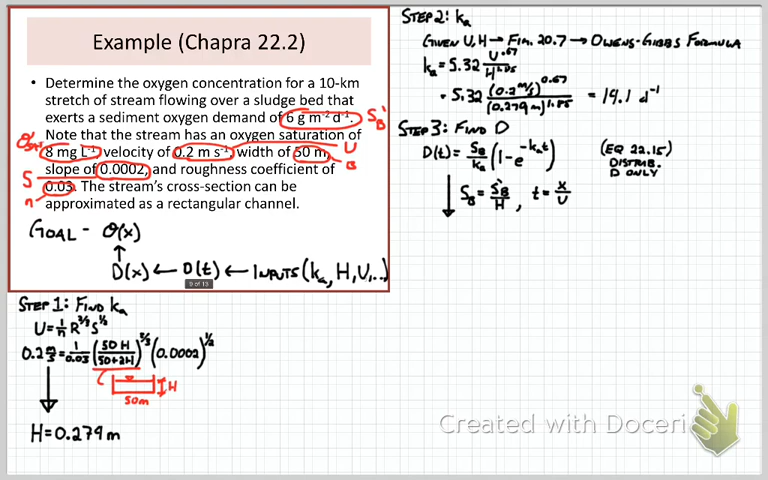 Example (Chapra 22.2)
• Determine the oxygen concentration for a 10-km
stretch of stream flowing over a sludge bed that
exerts a sediment oxygen demand of 6 g m⁻² d⁻¹. S'B
Note that the stream has an oxygen saturation of
8 mg L⁻¹, velocity of 0.2 m s⁻¹, width of 50 m, U
slope of 0.0002, and roughness coefficient of B
S
0.03. The stream's cross-section can be
n
approximated as a rectangular channel.
GOAL - O(x)
↑
D(x) ← D(t) ← INPUTS (ka, H, U, ..)
9 of 13
STEP 1: FIND ka
U = 1/n R^2/3 S^1/2
0.2 m/s = 1/0.03 (50H/50+2H)^2/3 (0.0002)^1/2
H
50m
H = 0.279 m
STEP 2: ka
GIVEN U, H → FIG. 20.7 → OWENS-GIBBS FORMULA
ka = 5.32 U^.67/H^1.85
= 5.32 (0.2 m/s)^0.67/(0.279 m)^1.85 = 19.1 d⁻¹
STEP 3: FIND D
D(t) = SB/ka (1-e^-kat) (EQ 22.15)
DISTRIB.
D ONLY
SB = S'B/H, t = x/U
Created with Doceri